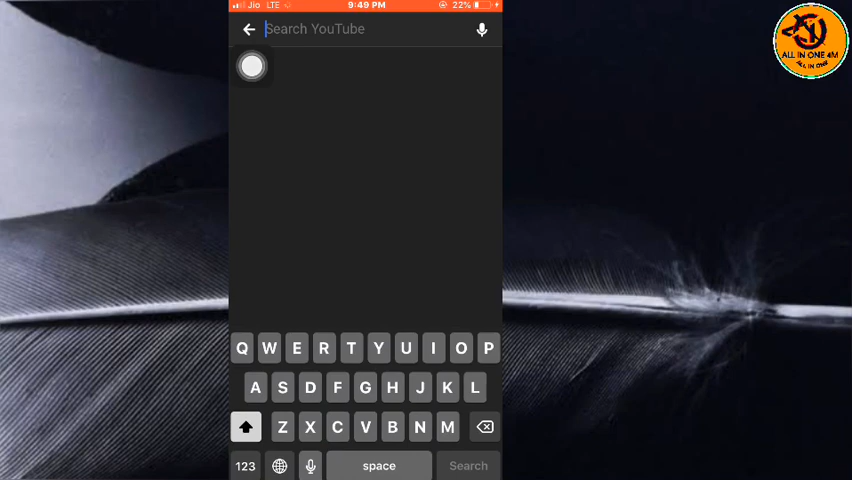 Jio LTE 9:49 PM 22%
Search YouTube
ALL IN ONE 4M
ALL IN ONE
Q W E R T Y U I O P
A S D F G H J K L
Z X C V B N M
123 space Search